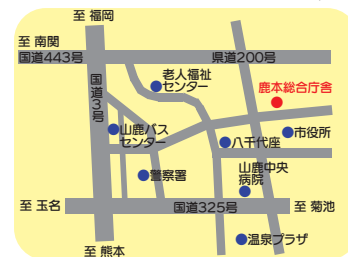 至 福岡
至 南関
国道443号
県道200号
国道3号
老人福祉
センター
鹿本総合庁舎
山鹿バス
センター
市役所
八千代座
警察署
山鹿中央
病院
至 玉名
国道325号
至 菊池
温泉プラザ
至 熊本